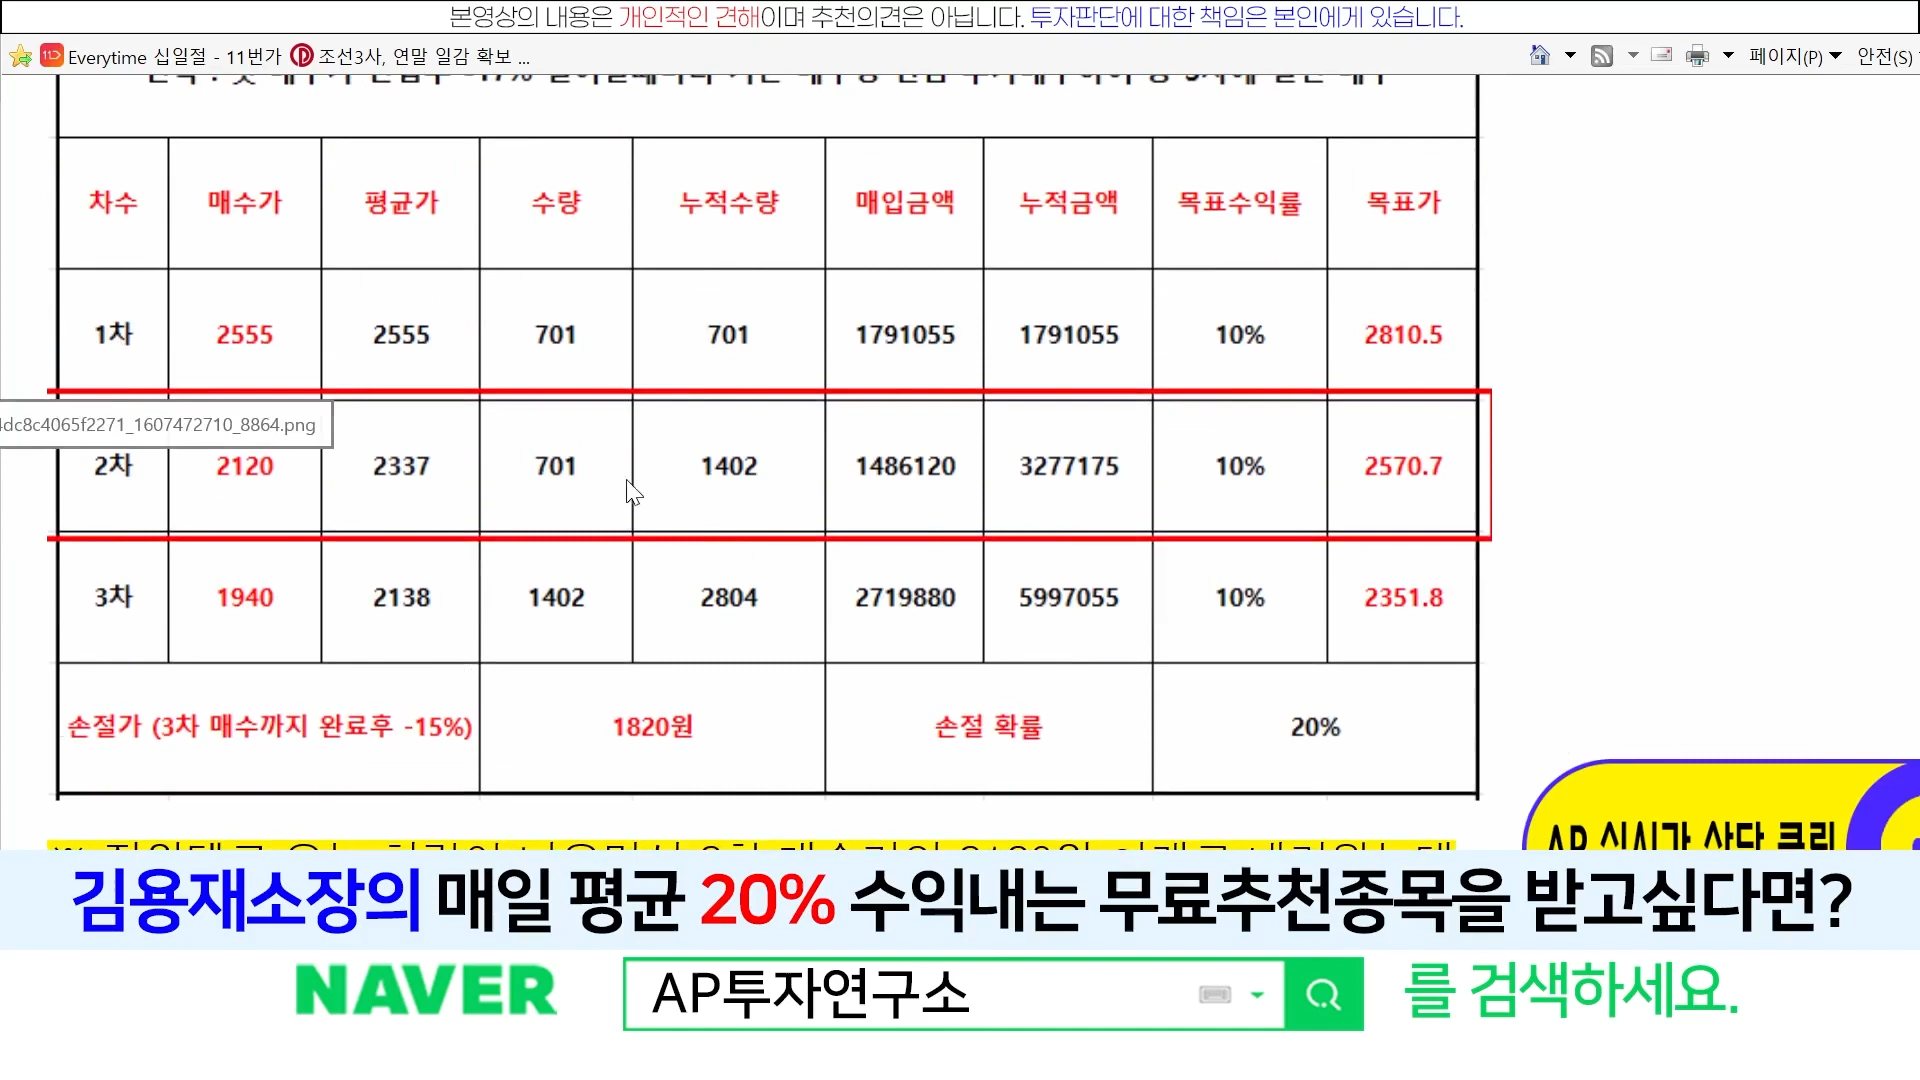 본영상의 내용은 개인적인 견해이며 추천의견은 아닙니다. 투자판단에 대한 책임은 본인에게 있습니다.
Everytime 십일절 - 11번가 조선3사, 연말 일감 확보 ... 페이지(P) 안전(S)
차수 매수가 평균가 수량 누적수량 매입금액 누적금액 목표수익률 목표가
1차 2555 2555 701 701 1791055 1791055 10% 2810.5
4dc8c4065f2271_1607472710_8864.png
2차 2120 2337 701 1402 1486120 3277175 10% 2570.7
3차 1940 2138 1402 2804 2719880 5997055 10% 2351.8
손절가 (3차 매수까지 완료후 -15%) 1820원 손절 확률 20%
AP 실시간 상담 클릭
김용재소장의 매일 평균 20% 수익내는 무료추천종목을 받고싶다면?
NAVER AP투자연구소 를 검색하세요.